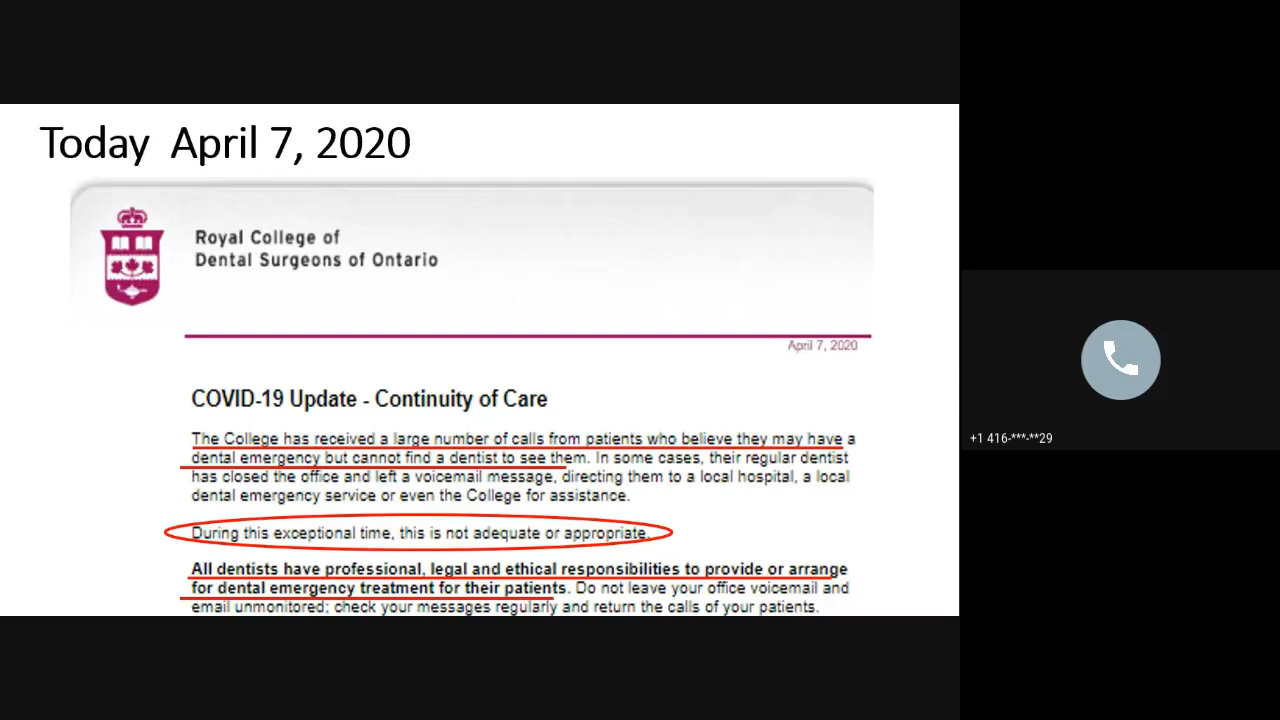 Today April 7, 2020
Royal College of
Dental Surgeons of Ontario
April 7, 2020
COVID-19 Update - Continuity of Care
The College has received a large number of calls from patients who believe they may have a
dental emergency but cannot find a dentist to see them. In some cases, their regular dentist
has closed the office and left a voicemail message, directing them to a local hospital, a local
dental emergency service or even the College for assistance.
During this exceptional time, this is not adequate or appropriate.
All dentists have professional, legal and ethical responsibilities to provide or arrange
for dental emergency treatment for their patients. Do not leave your office voicemail and
email unmonitored; check your messages regularly and return the calls of your patients.
+1 416-***-**29